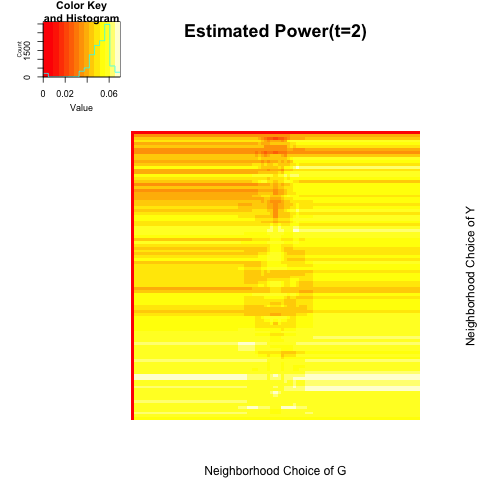 Color Key
and Histogram
Count
0 1500
0 0.02 0.06
Value
Estimated Power(t=2)
Neighborhood Choice of Y
Neighborhood Choice of G